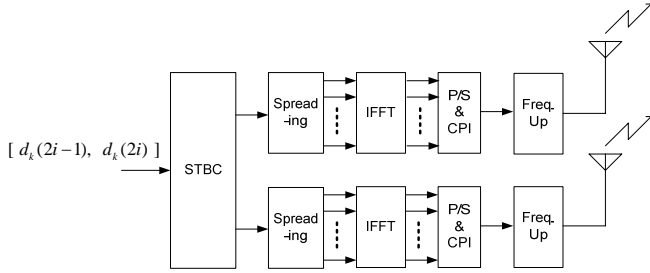 [ d_k(2i−1), d_k(2i) ]
STBC
Spread
-ing
IFFT
P/S
&
CPI
Freq.
Up
Spread
-ing
IFFT
P/S
&
CPI
Freq.
Up